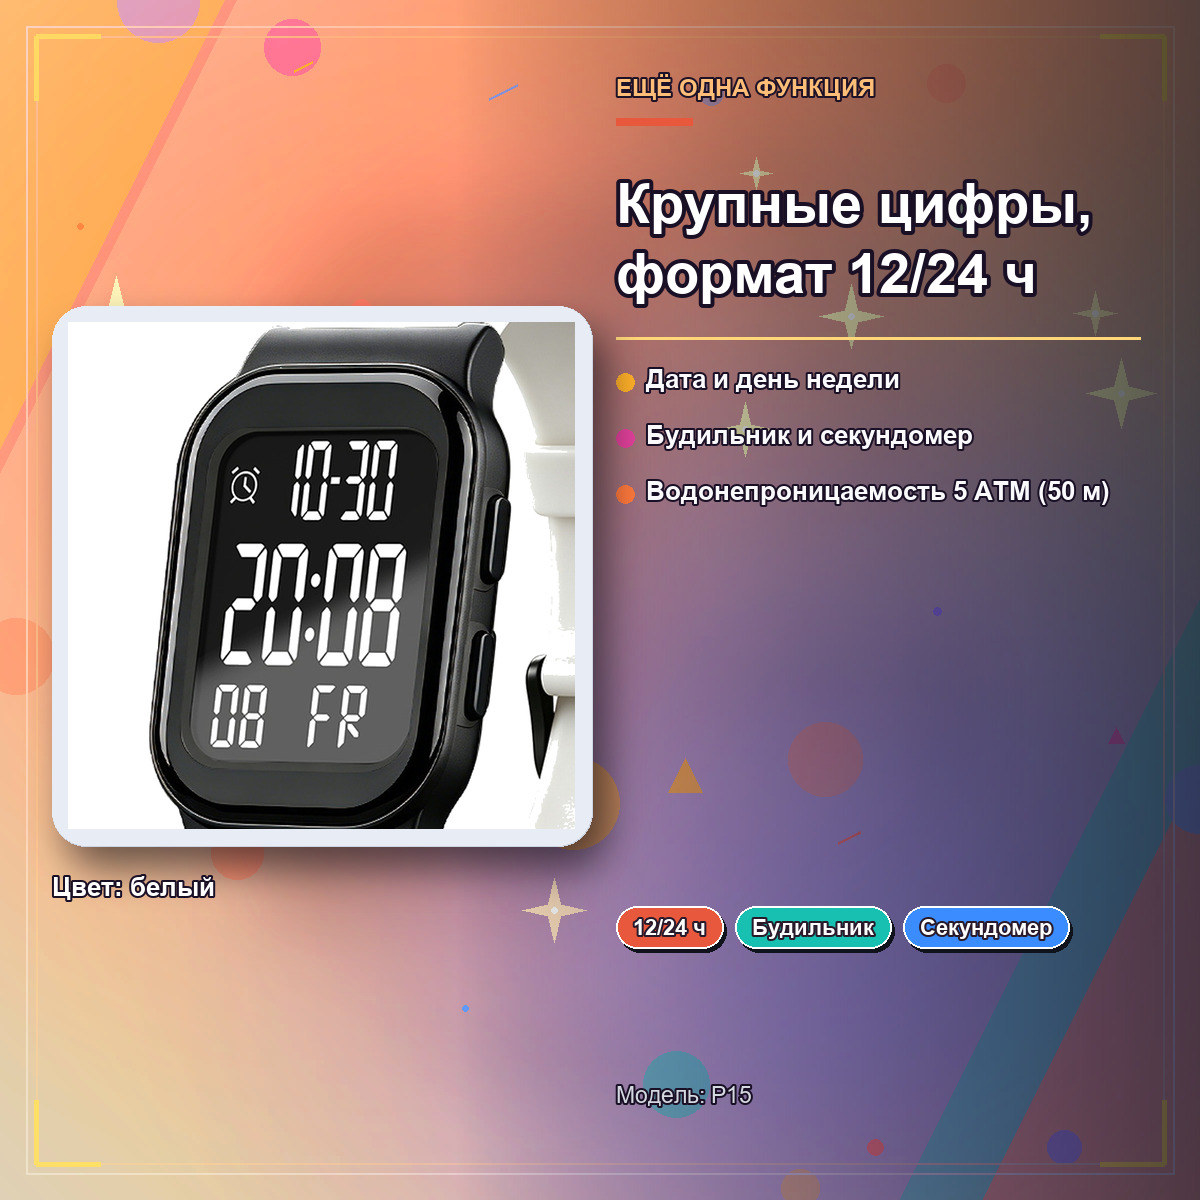 ЕЩЁ ОДНА ФУНКЦИЯ
Крупные цифры,
формат 12/24 ч
Дата и день недели
Будильник и секундомер
Водонепроницаемость 5 АТМ (50 м)
10-30
20:08
08 FR
Цвет: белый
12/24 ч Будильник Секундомер
Модель: P15